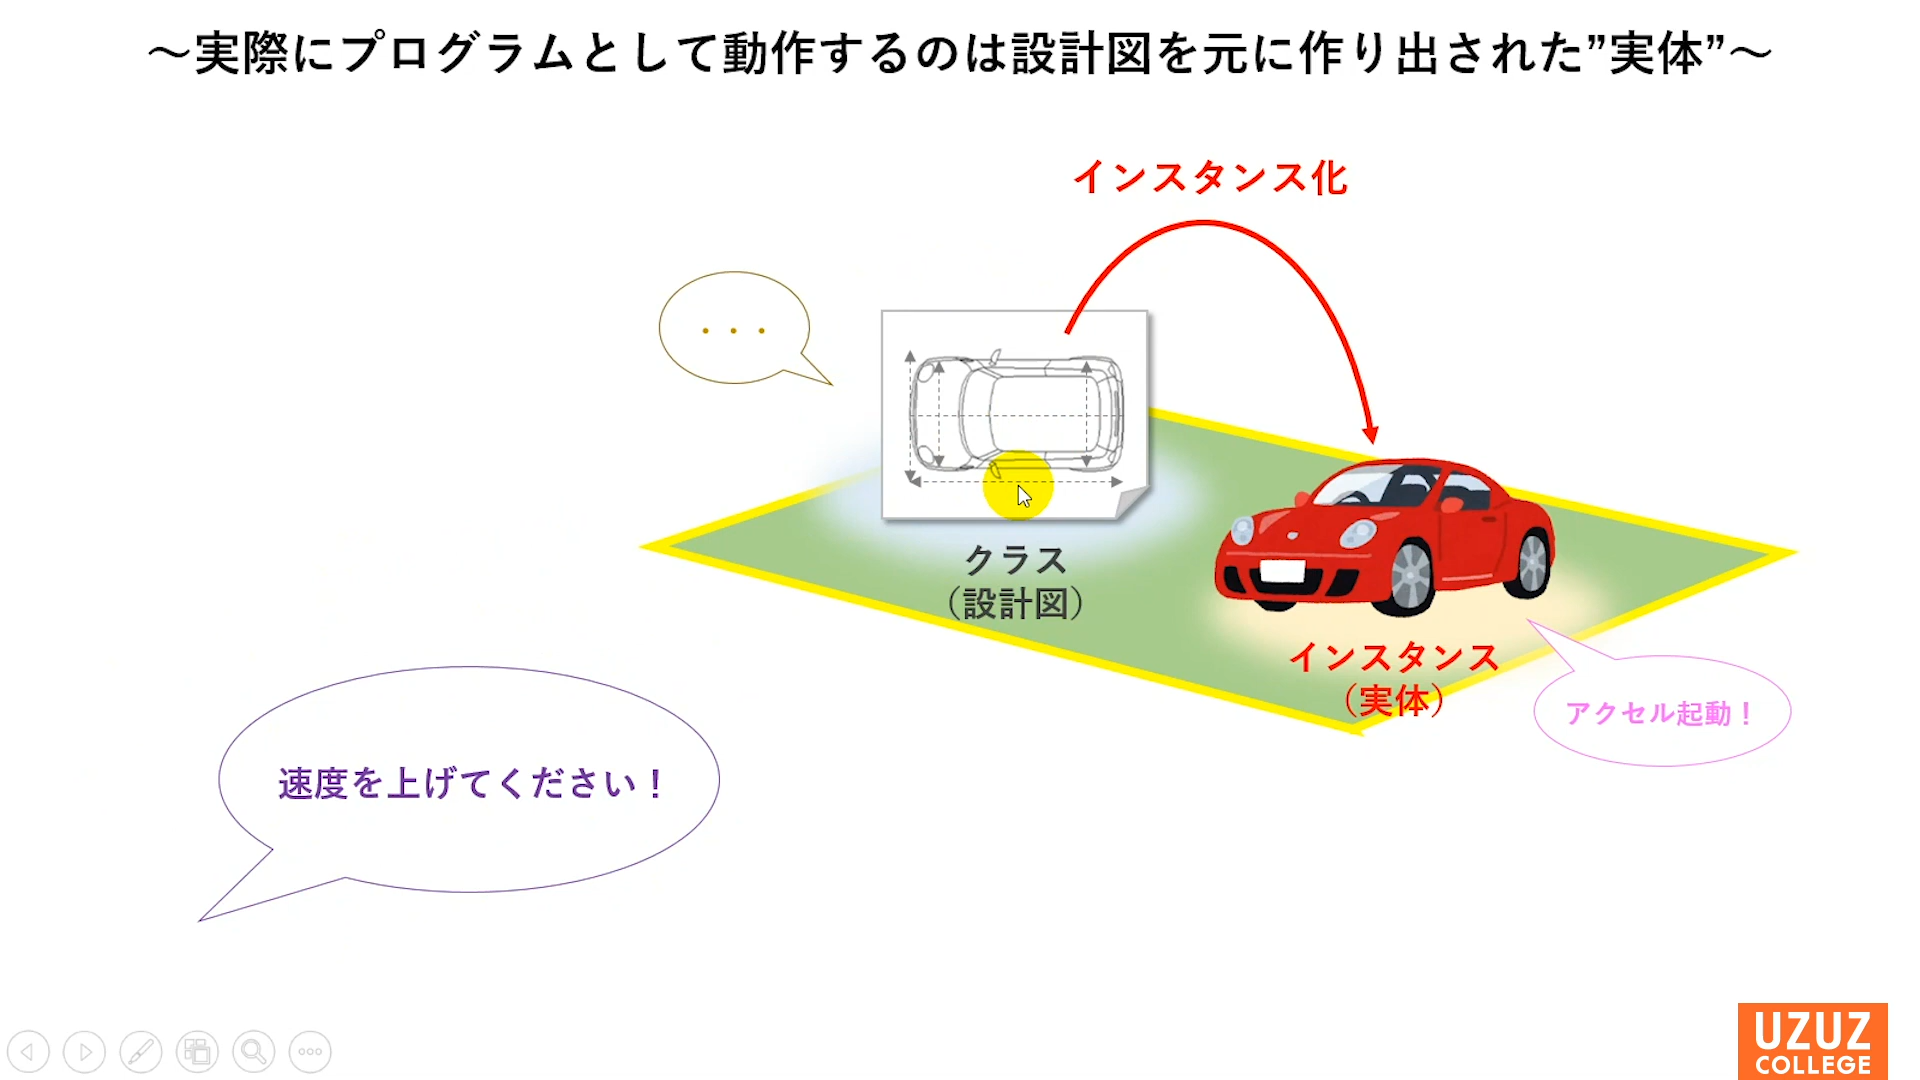 ～実際にプログラムとして動作するのは設計図を元に作り出された”実体”～
インスタンス化
・・・
クラス
（設計図）
インスタンス
（実体）
アクセル起動！
速度を上げてください！
UZUZ
COLLEGE